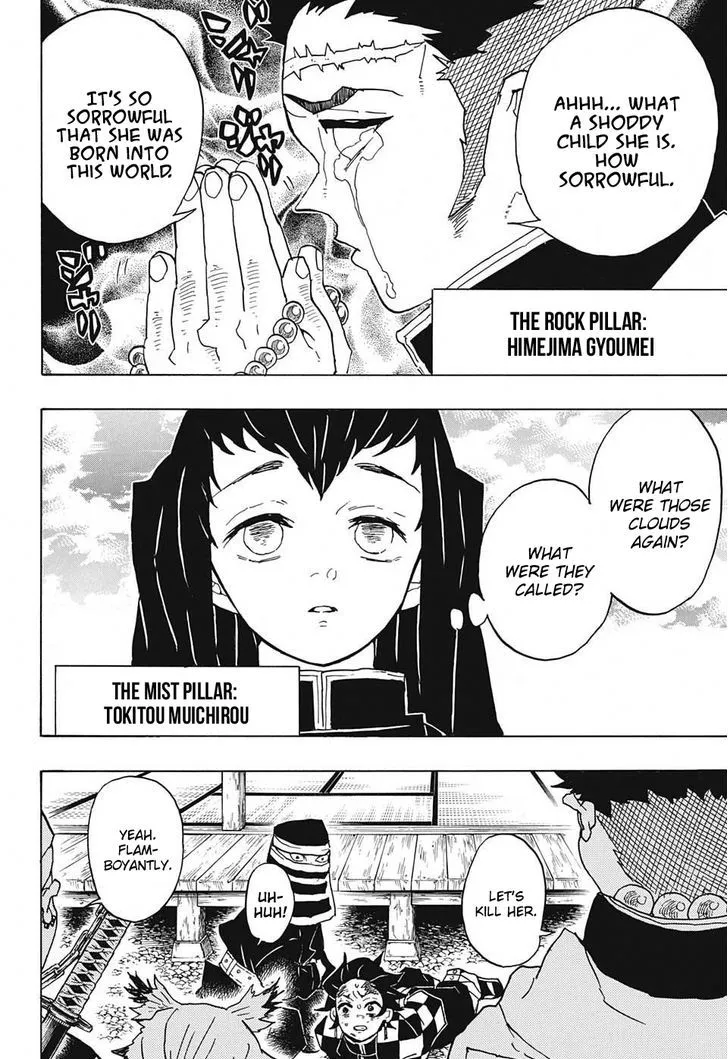 AHHH... WHAT
A SHODDY
CHILD SHE IS.
HOW
SORROWFUL.
IT'S SO
SORROWFUL
THAT SHE WAS
BORN INTO
THIS WORLD.
THE ROCK PILLAR:
HIMEJIMA GYOUMEI
WHAT
WERE THOSE
CLOUDS
AGAIN?
WHAT
WERE THEY
CALLED?
THE MIST PILLAR:
TOKITOU MUICHIROU
LET'S
KILL HER.
UH-
HUH!
YEAH.
FLAM-
BOYANTLY.